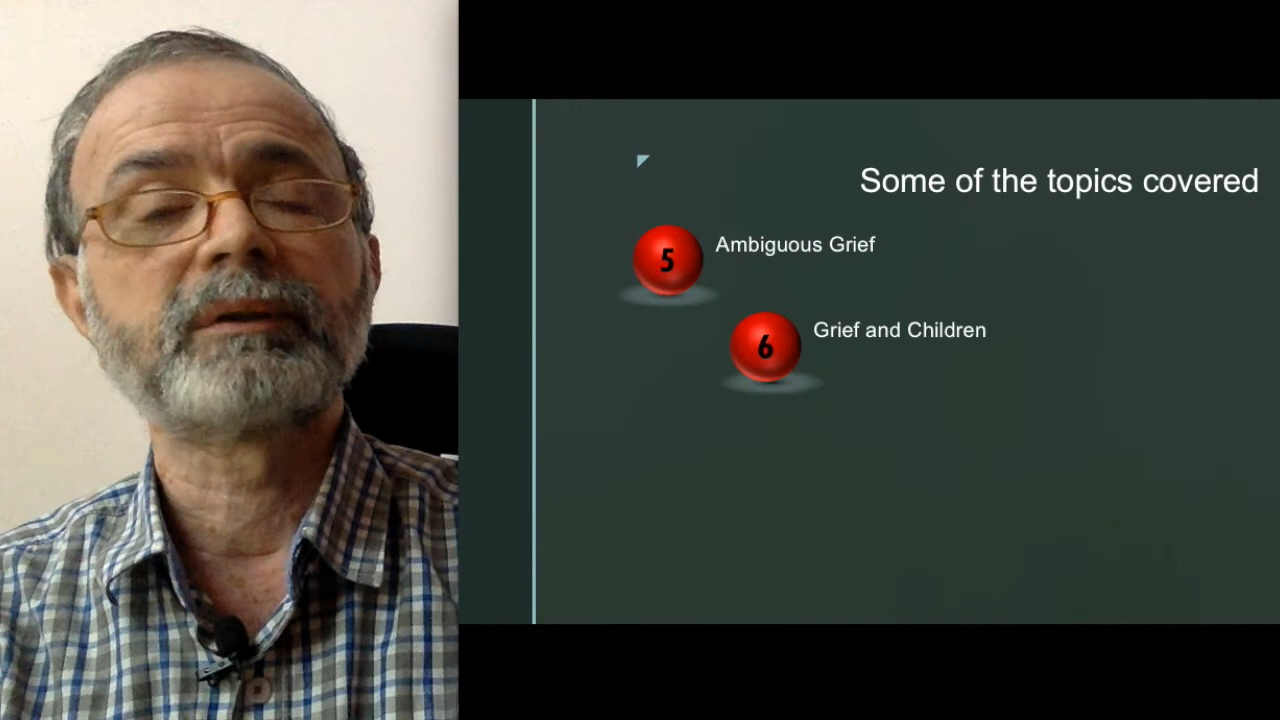 Some of the topics covered
5
Ambiguous Grief
6
Grief and Children